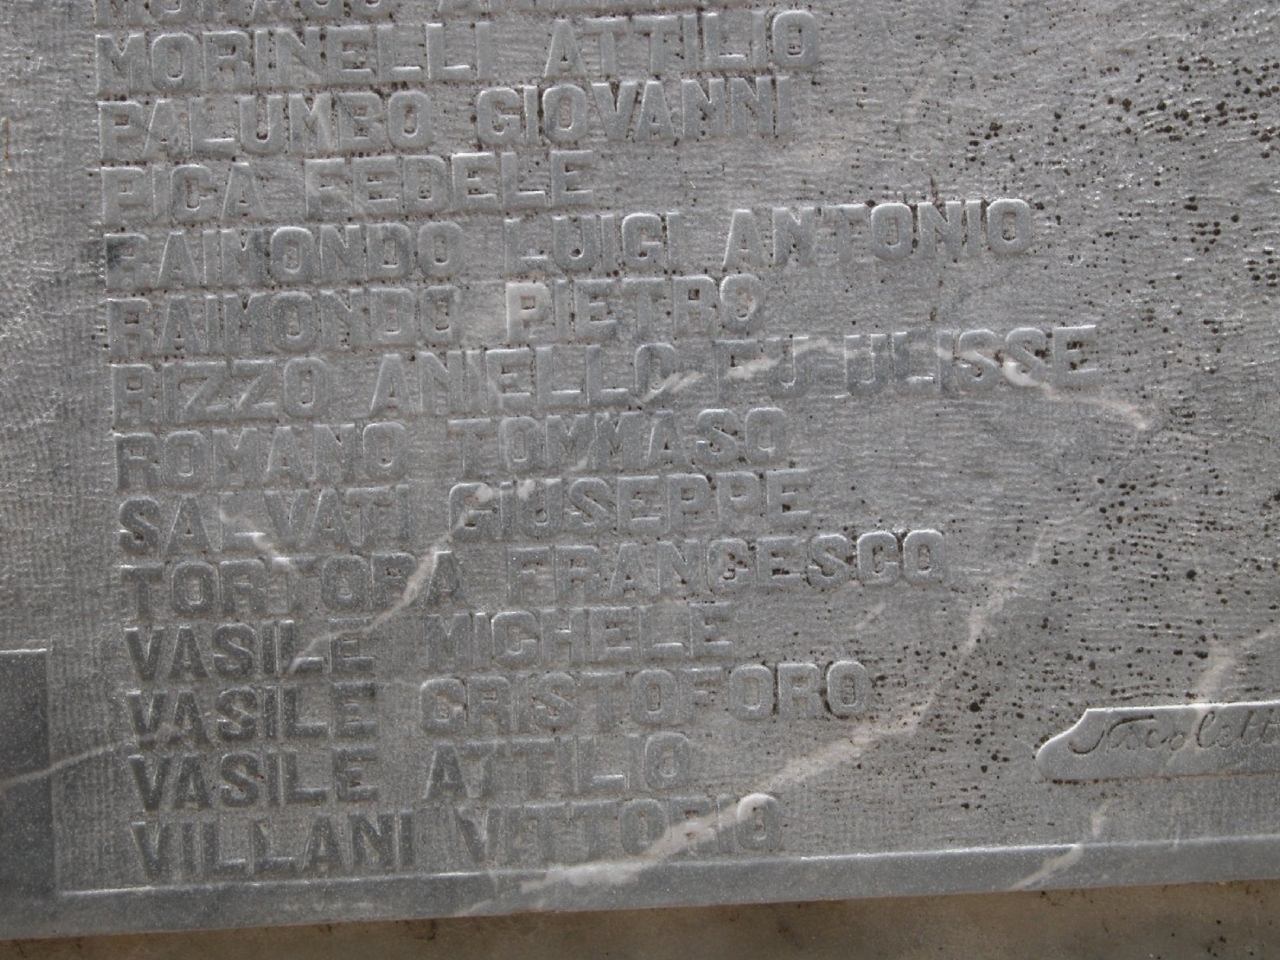 MORINELLI ATTILIO
PALUMBO GIOVANNI
PICA FEDELE
RAIMONDO LUIGI ANTONIO
RAIMONDO PIETRO
RIZZO ANIELLO FU ULISSE
ROMANO TOMMASO
SALVATI GIUSEPPE
TORTORA FRANCESCO
VASILE MICHELE
VASILE CRISTOFORO
VASILE ATTILIO
VILLANI VITTORIO